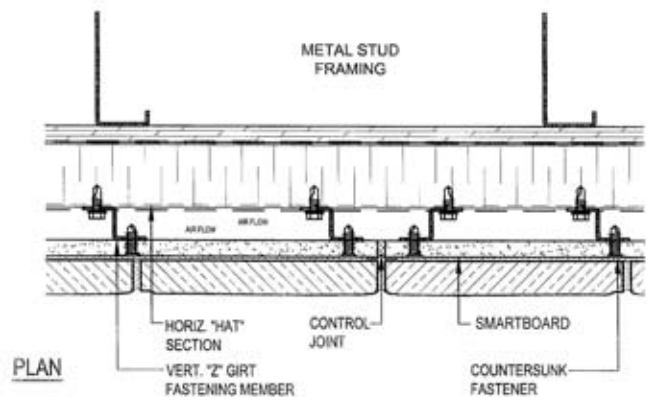 METAL STUD
FRAMING
AIR FLOW
AIR FLOW
HORIZ. "HAT"
SECTION
CONTROL
JOINT
SMARTBOARD
PLAN
VERT. "Z" GIRT
FASTENING MEMBER
COUNTERSUNK
FASTENER